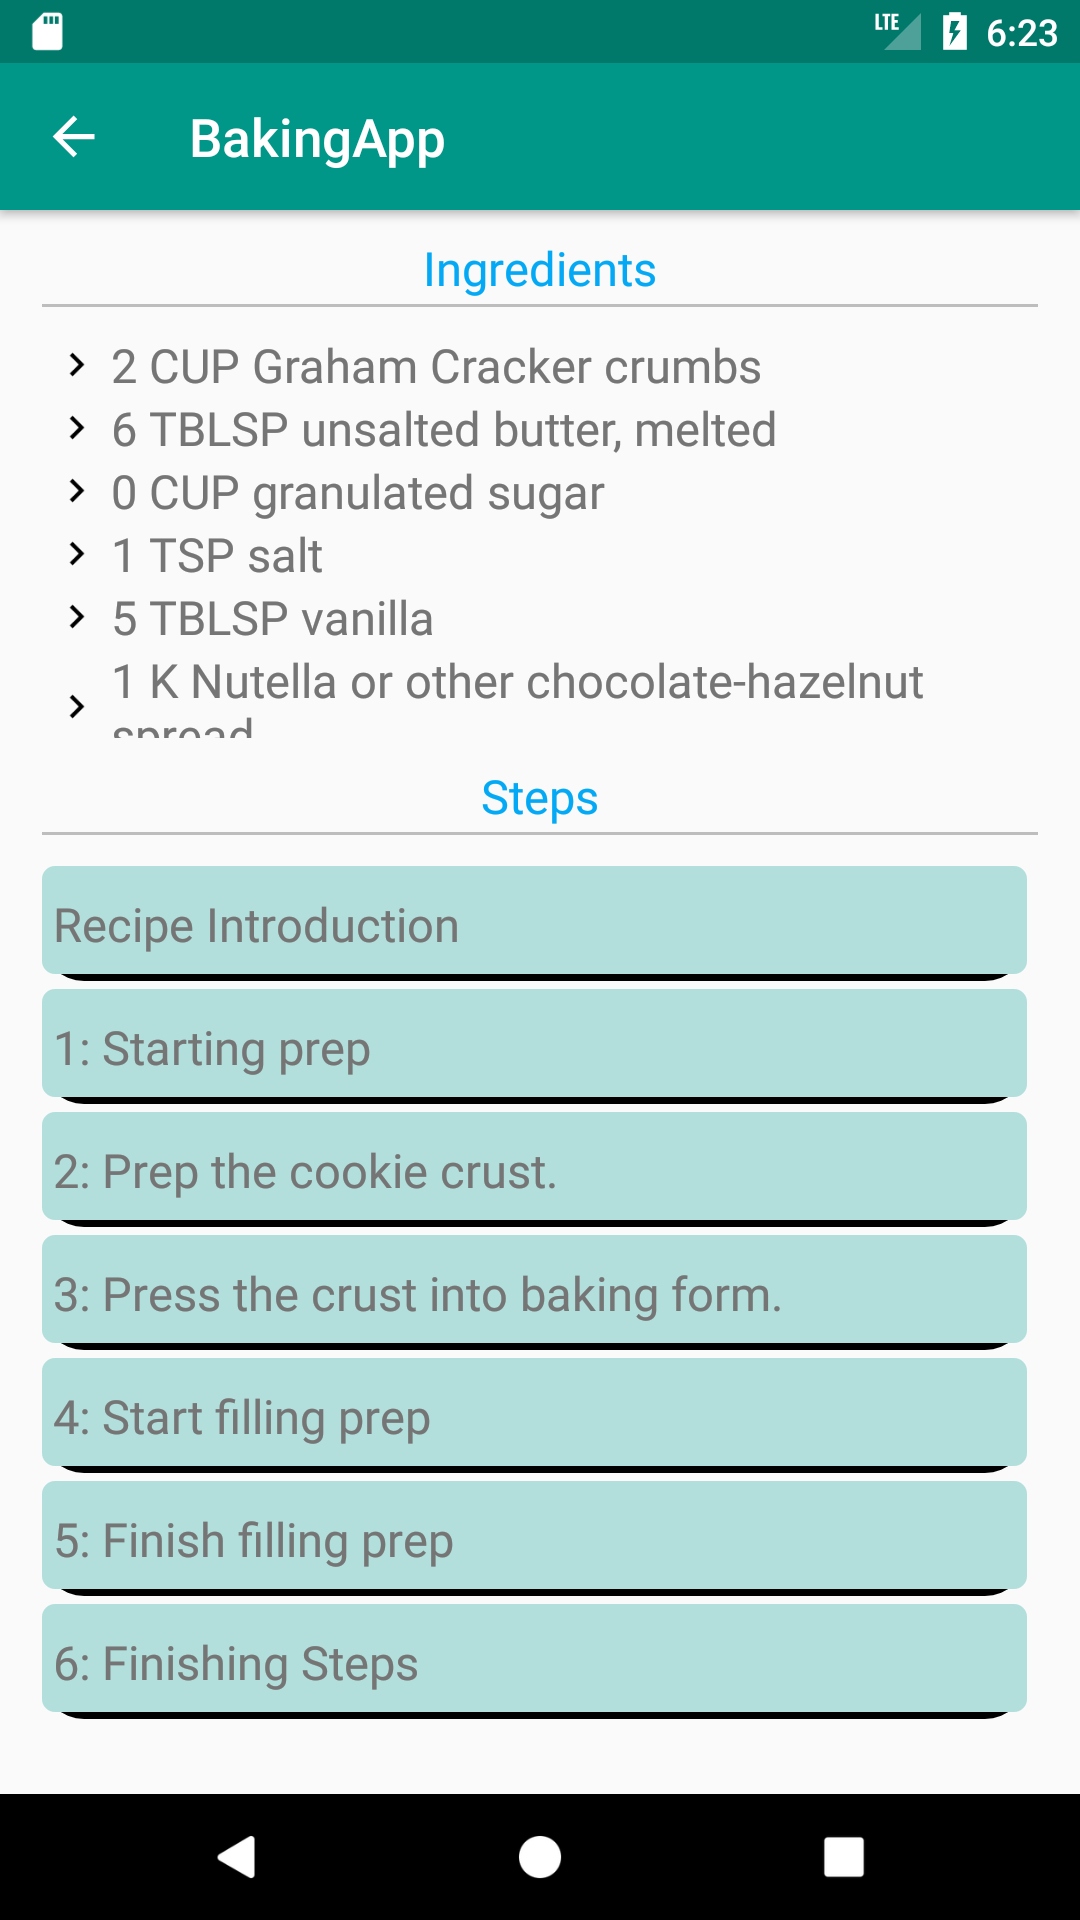 LTE 6:23
BakingApp
Ingredients
2 CUP Graham Cracker crumbs
6 TBLSP unsalted butter, melted
0 CUP granulated sugar
1 TSP salt
5 TBLSP vanilla
1 K Nutella or other chocolate-hazelnut
spread
Steps
Recipe Introduction
1: Starting prep
2: Prep the cookie crust.
3: Press the crust into baking form.
4: Start filling prep
5: Finish filling prep
6: Finishing Steps